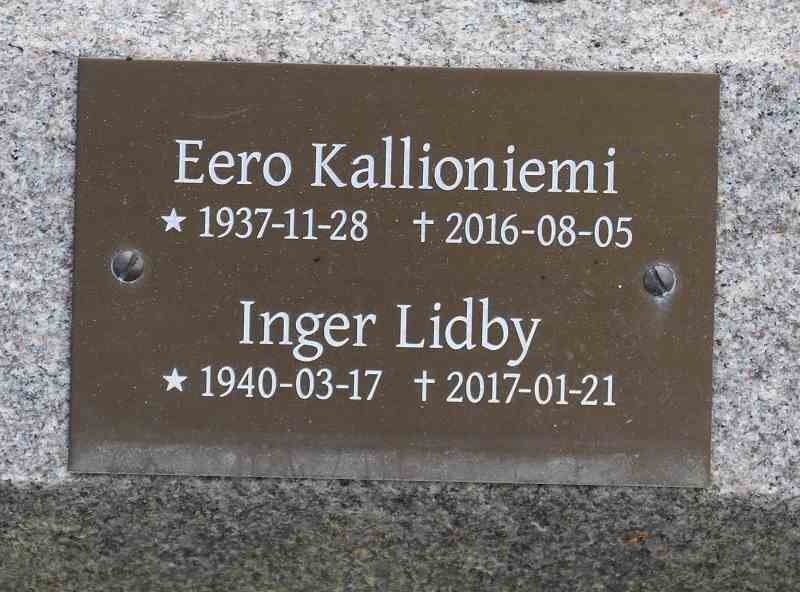 Eero Kallioniemi
★ 1937-11-28 † 2016-08-05
Inger Lidby
★ 1940-03-17 † 2017-01-21